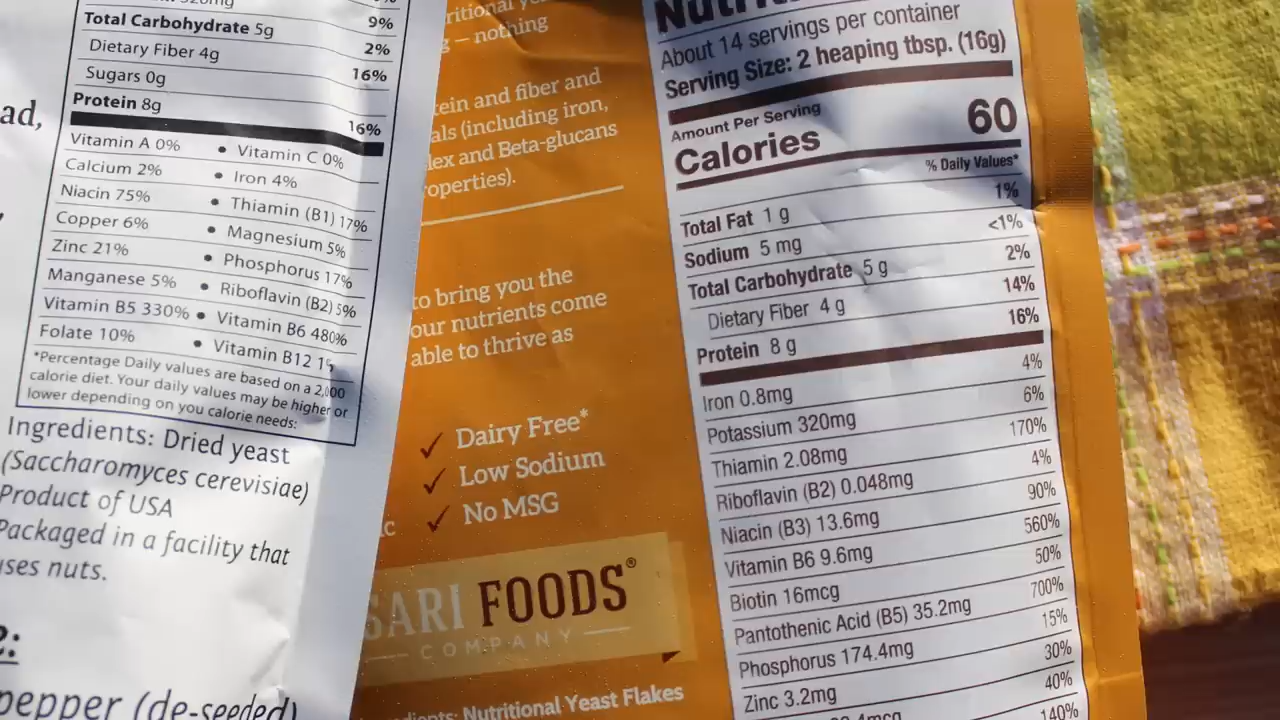 320mg
9%
Total Carbohydrate 5g 2%
Dietary Fiber 4g 16%
Sugars 0g
Protein 8g 16%
Vitamin A 0% • Vitamin C 0%
Calcium 2% • Iron 4%
Niacin 75% • Thiamin (B1) 17%
Copper 6% • Magnesium 5%
Zinc 21% • Phosphorus 17%
Manganese 5% • Riboflavin (B2) 5%
Vitamin B5 330% • Vitamin B6 480%
Folate 10% • Vitamin B12
*Percentage Daily values are based on a 2,000
calorie diet. Your daily values may be higher or
lower depending on you calorie needs:
Ingredients: Dried yeast
(Saccharomyces cerevisiae)
Product of USA
Packaged in a facility that
uses nuts.
pepper (de-seeded)
ad,
– nothing
and fiber and
(including iron,
and Beta-glucans
to bring you the
our nutrients come
able to thrive as
✓ Dairy Free*
✓ Low Sodium
✓ No MSG
SARI FOODS®
— COMPANY —
Nutritional Yeast Flakes
About 14 servings per container
Serving Size: 2 heaping tbsp. (16g)
Amount Per Serving
Calories 60
% Daily Values*
Total Fat 1 g 1%
Sodium 5 mg <1%
Total Carbohydrate 5 g 2%
Dietary Fiber 4 g 14%
Protein 8 g 16%
Iron 0.8mg 4%
Potassium 320mg 6%
Thiamin 2.08mg 170%
Riboflavin (B2) 0.048mg 4%
Niacin (B3) 13.6mg 90%
Vitamin B6 9.6mg 560%
Biotin 16mcg 50%
Pantothenic Acid (B5) 35.2mg 700%
Phosphorus 174.4mg 15%
Zinc 3.2mg 30%
40%
140%